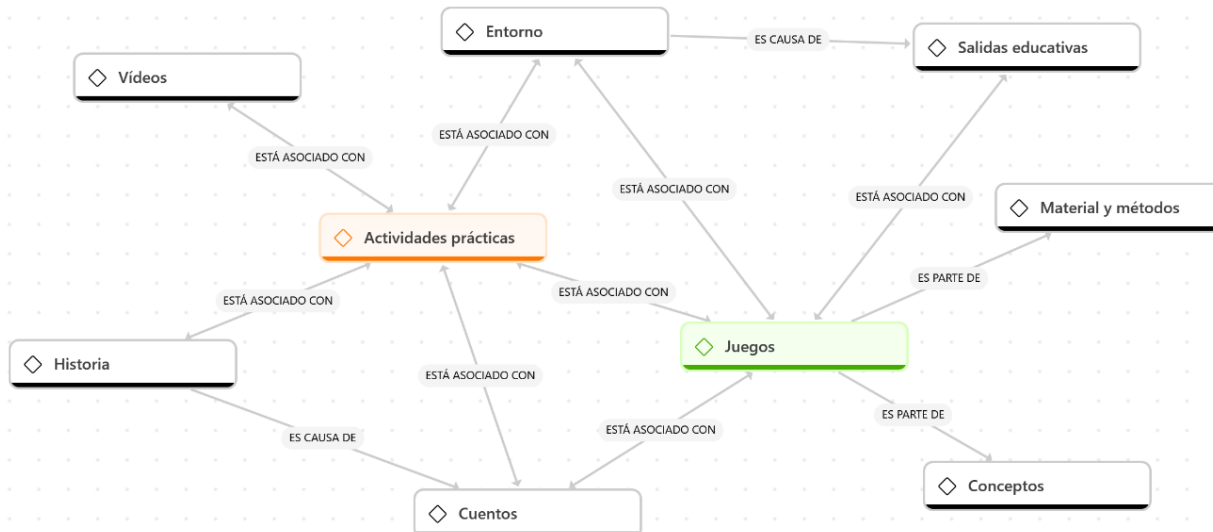 Entorno
ES CAUSA DE
Salidas educativas
Vídeos
ESTÁ ASOCIADO CON
ESTÁ ASOCIADO CON
ESTÁ ASOCIADO CON
ESTÁ ASOCIADO CON
Material y métodos
Actividades prácticas
ES PARTE DE
ESTÁ ASOCIADO CON
ESTÁ ASOCIADO CON
Juegos
Historia
ESTÁ ASOCIADO CON
ES PARTE DE
ESTÁ ASOCIADO CON
ES CAUSA DE
Conceptos
Cuentos